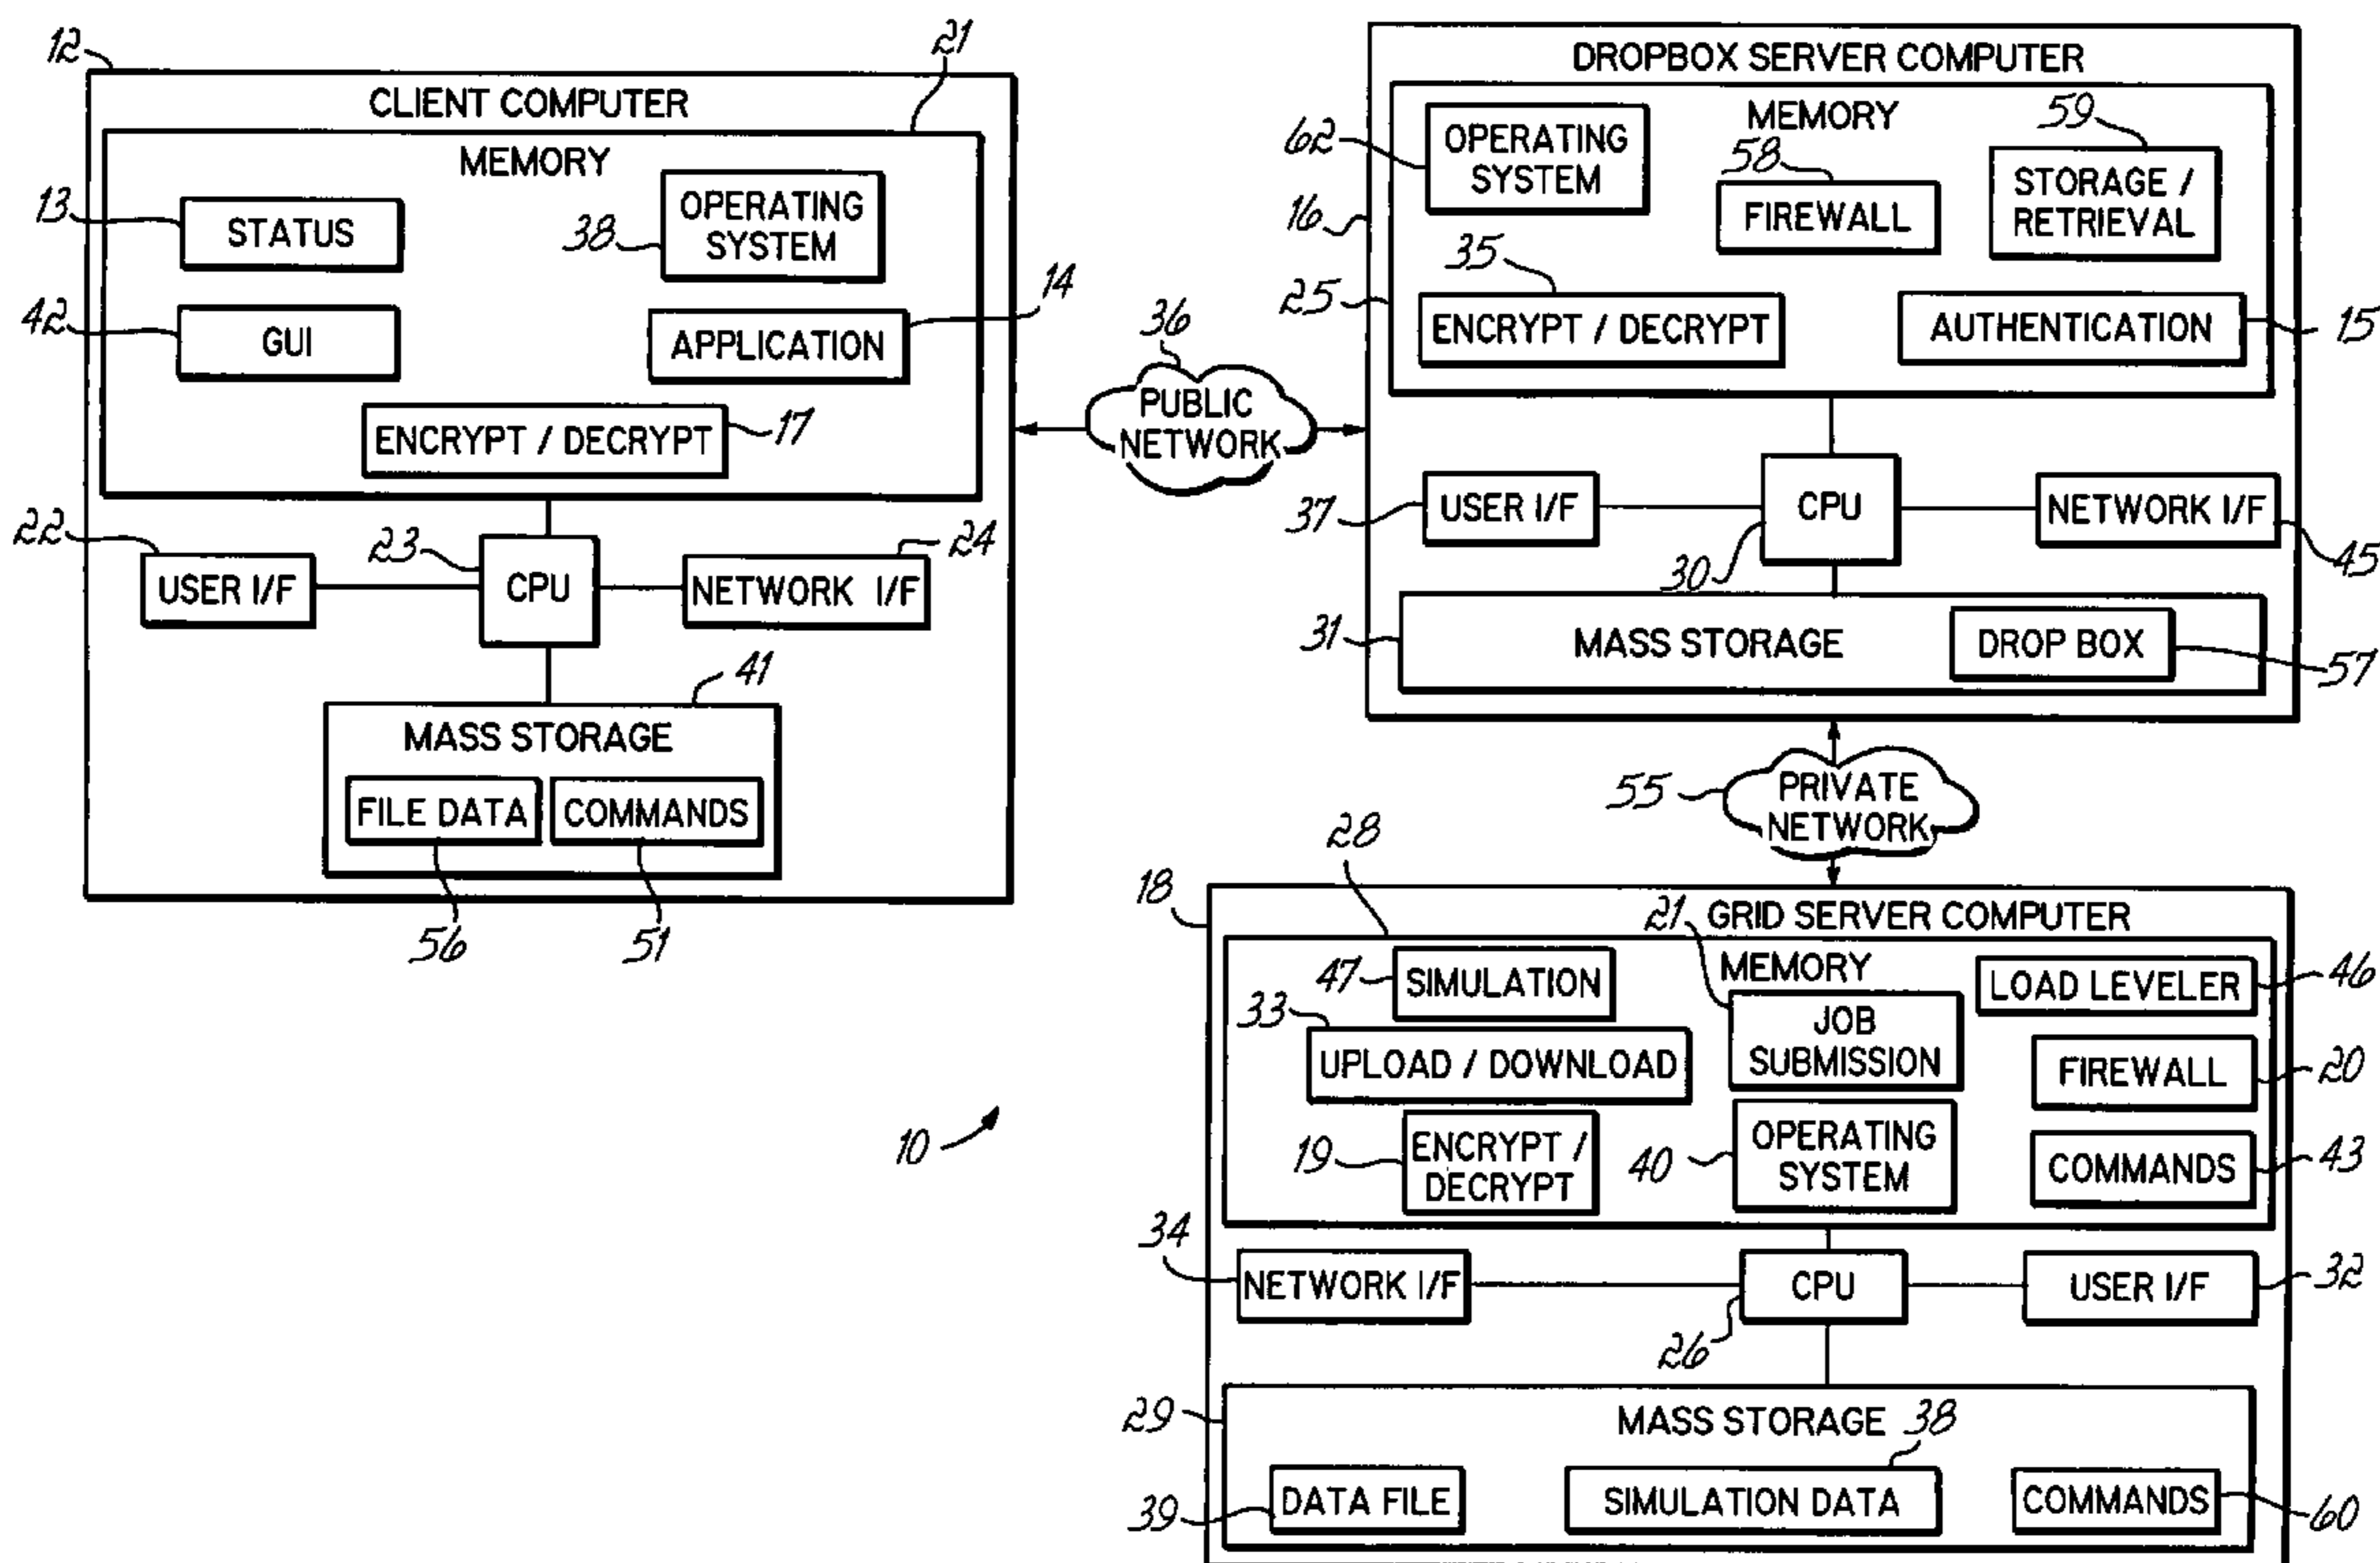 12
21
CLIENT COMPUTER
MEMORY
13
STATUS
38
OPERATING
SYSTEM
42
GUI
14
APPLICATION
ENCRYPT / DECRYPT
17
22
USER I/F
23
CPU
24
NETWORK I/F
41
MASS STORAGE
FILE DATA
COMMANDS
56
51
36
PUBLIC
NETWORK
DROPBOX SERVER COMPUTER
MEMORY
62
OPERATING
SYSTEM
58
FIREWALL
59
STORAGE /
RETRIEVAL
16
25
35
ENCRYPT / DECRYPT
AUTHENTICATION
15
37
USER I/F
CPU
30
NETWORK I/F
45
31
MASS STORAGE
DROP BOX
57
55
PRIVATE
NETWORK
10
18
28
GRID SERVER COMPUTER
21
MEMORY
47
SIMULATION
LOAD LEVELER
46
33
UPLOAD / DOWNLOAD
JOB
SUBMISSION
FIREWALL
20
19
ENCRYPT /
DECRYPT
40
OPERATING
SYSTEM
COMMANDS
43
34
NETWORK I/F
CPU
26
USER I/F
32
29
MASS STORAGE
38
39
DATA FILE
SIMULATION DATA
COMMANDS
60